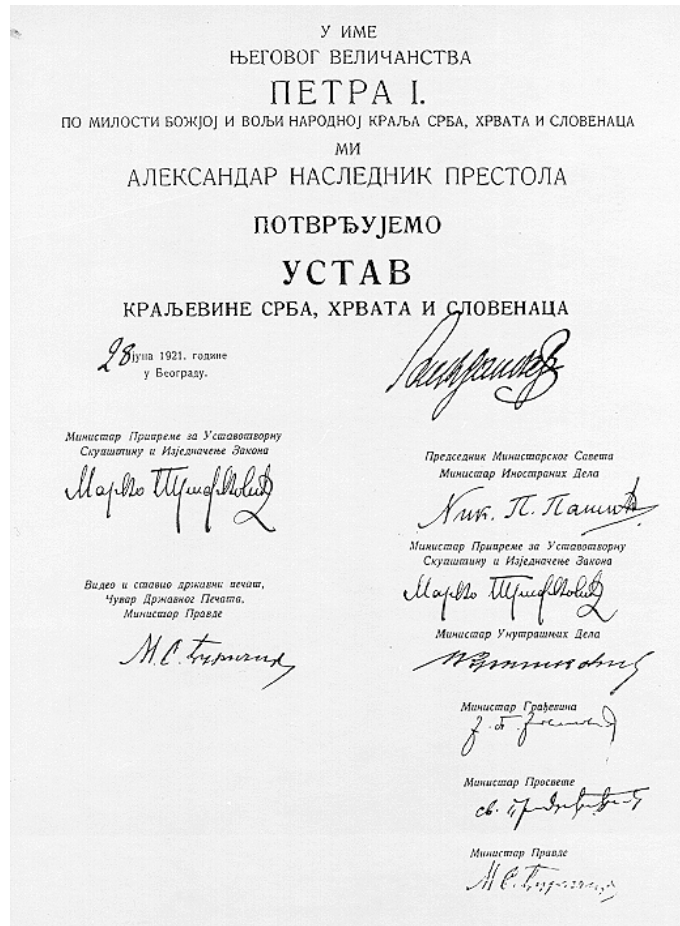 У ИМЕ
ЊЕГОВОГ ВЕЛИЧАНСТВА
ПЕТРА I.
ПО МИЛОСТИ БОЖЈОЈ И ВОЉИ НАРОДНОЈ КРАЉА СРБА, ХРВАТА И СЛОВЕНАЦА
МИ
АЛЕКСАНДАР НАСЛЕДНИК ПРЕСТОЛА
ПОТВРЂУЈЕМО
УСТАВ
КРАЉЕВИНЕ СРБА, ХРВАТА И СЛОВЕНАЦА
28 јуна 1921. године
у Београду.
Александар
Министар Припреме за Уставотворну
Скупштину и Изједначење Закона
Марко Трифковић
Видео и ставио државни печат,
Чувар Државног Печата,
Министар Правде
М. С. Ђуричић
Председник Министарског Савета
Министар Иностраних Дела
Ник. П. Пашић
Министар Припреме за Уставотворну
Скупштину и Изједначење Закона
Марко Трифковић
Министар Унутрашњих Дела
Министар Грађевина
Министар Просвете
Министар Правде
М. С. Ђуричић